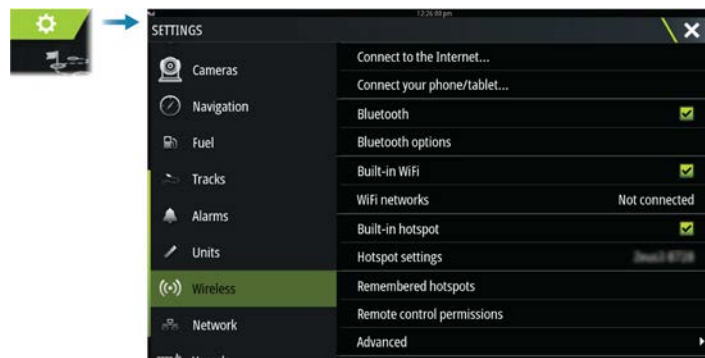 12:26:00 pm
SETTINGS
Cameras
Navigation
Fuel
Tracks
Alarms
Units
Wireless
Network
Connect to the Internet...
Connect your phone/tablet...
Bluetooth
Bluetooth options
Built-in WiFi
WiFi networks Not connected
Built-in hotspot
Hotspot settings
Remembered hotspots
Remote control permissions
Advanced